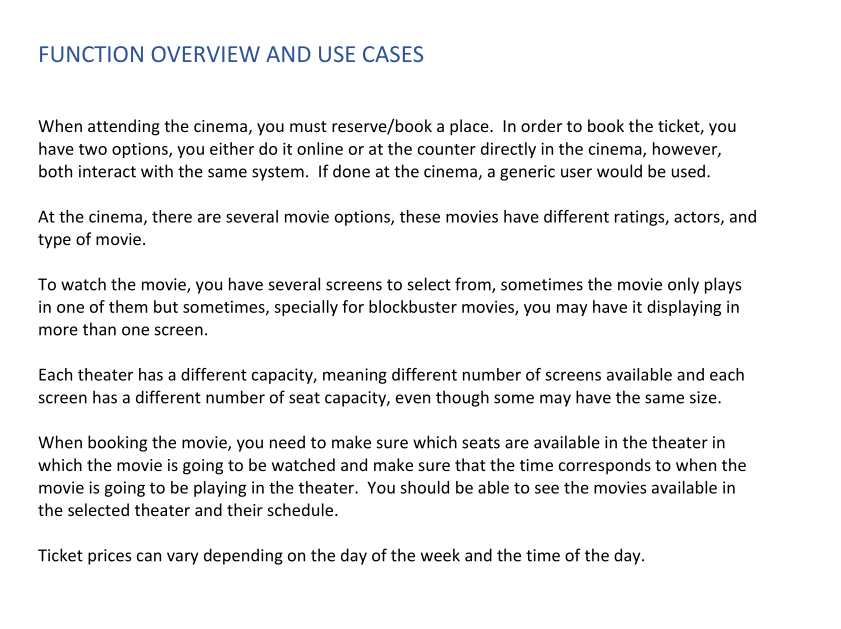 FUNCTION OVERVIEW AND USE CASES
When attending the cinema, you must reserve/book a place.  In order to book the ticket, you
have two options, you either do it online or at the counter directly in the cinema, however,
both interact with the same system.  If done at the cinema, a generic user would be used.
At the cinema, there are several movie options, these movies have different ratings, actors, and
type of movie.
To watch the movie, you have several screens to select from, sometimes the movie only plays
in one of them but sometimes, specially for blockbuster movies, you may have it displaying in
more than one screen.
Each theater has a different capacity, meaning different number of screens available and each
screen has a different number of seat capacity, even though some may have the same size.
When booking the movie, you need to make sure which seats are available in the theater in
which the movie is going to be watched and make sure that the time corresponds to when the
movie is going to be playing in the theater.  You should be able to see the movies available in
the selected theater and their schedule.
Ticket prices can vary depending on the day of the week and the time of the day.